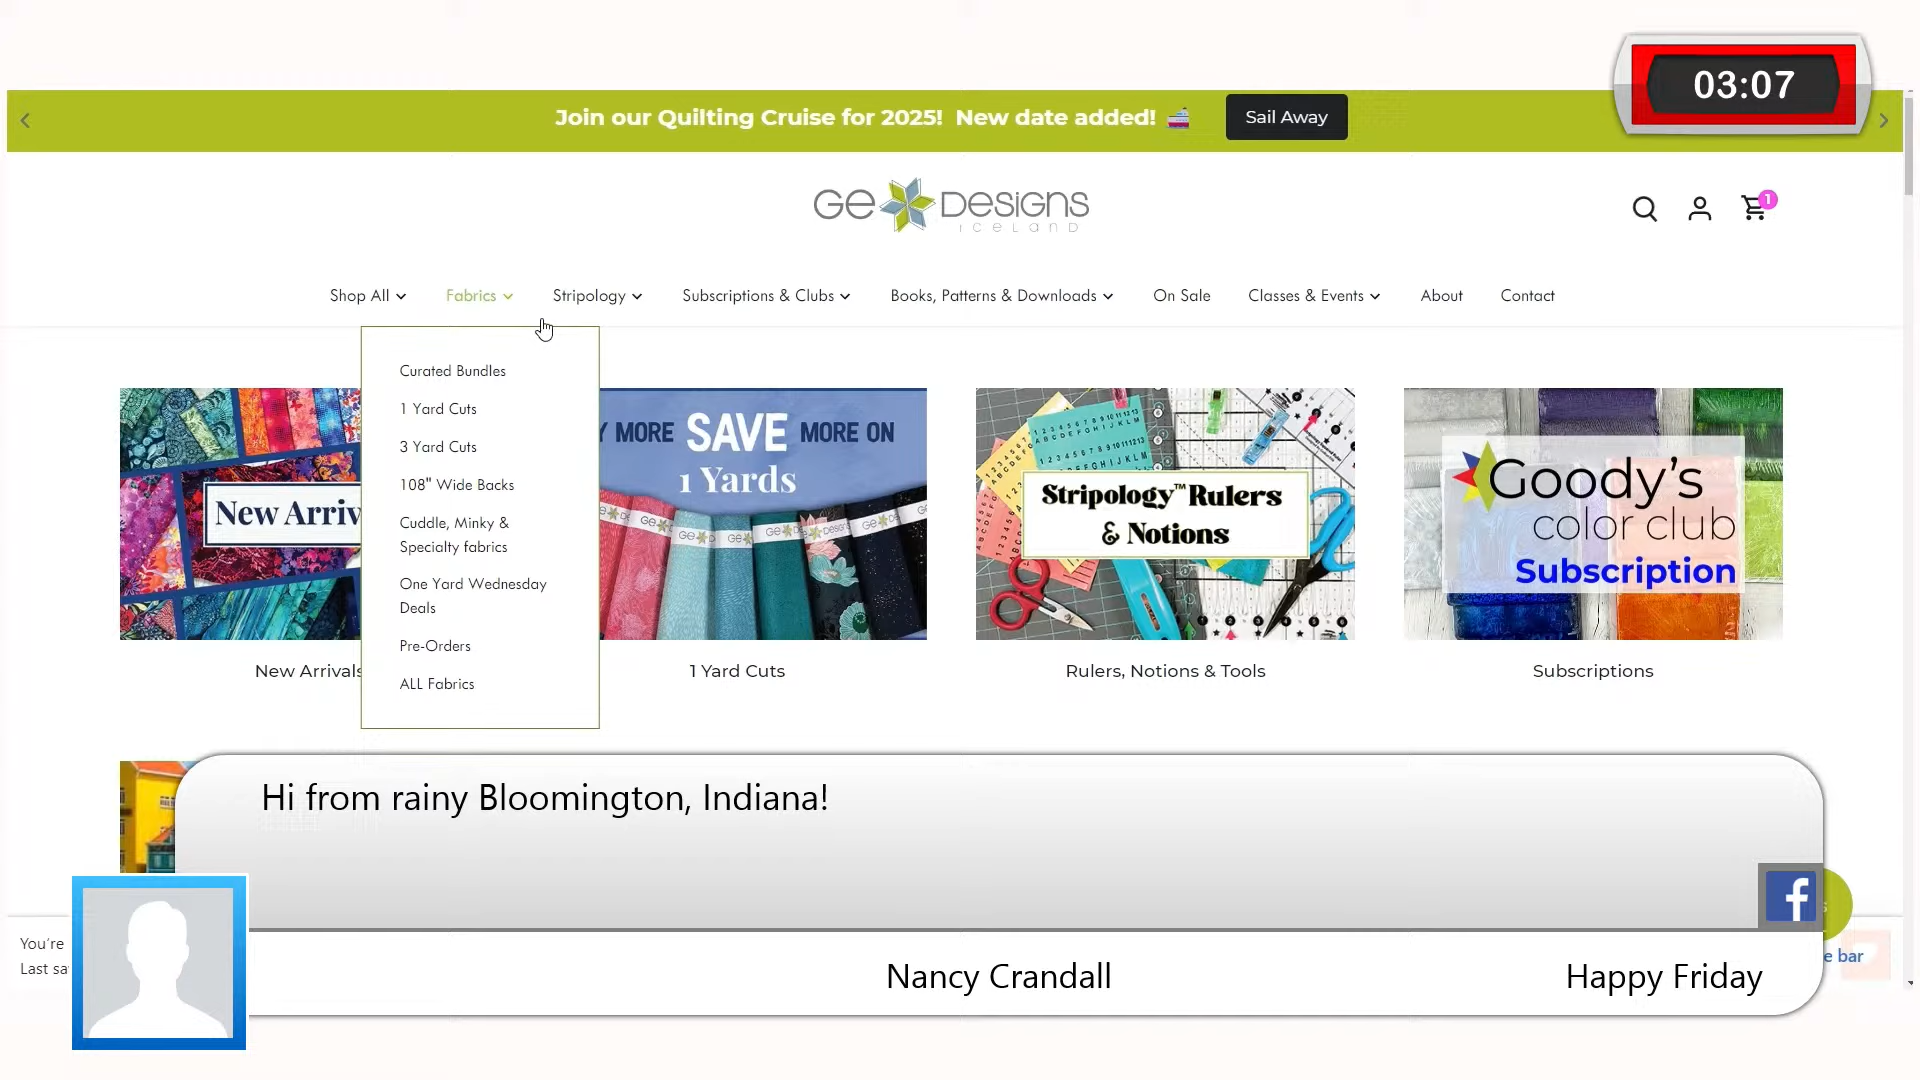 03:07
Join our Quilting Cruise for 2025! New date added!
Sail Away
GE Designs
Iceland
1
Shop All
Fabrics
Stripology
Subscriptions & Clubs
Books, Patterns & Downloads
On Sale
Classes & Events
About
Contact
Curated Bundles
1 Yard Cuts
3 Yard Cuts
108" Wide Backs
Cuddle, Minky &
Specialty fabrics
One Yard Wednesday
Deals
Pre-Orders
ALL Fabrics
New Arriv
New Arrivals
MORE SAVE MORE ON
1 Yards
1 Yard Cuts
Stripology™ Rulers
& Notions
Rulers, Notions & Tools
Goody's
color club
Subscription
Subscriptions
Hi from rainy Bloomington, Indiana!
f
You're
Last sa
e bar
Nancy Crandall
Happy Friday